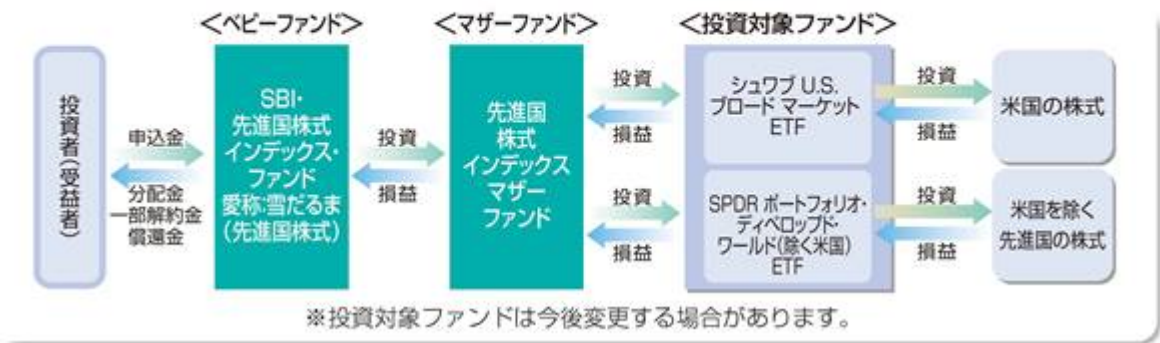 ＜ベビーファンド＞
＜マザーファンド＞
＜投資対象ファンド＞
投資者(受益者)
申込金
分配金
一部解約金
償還金
SBI・
先進国株式
インデックス・
ファンド
愛称:雪だるま
(先進国株式)
投資
損益
先進国
株式
インデックス
マザー
ファンド
投資
損益
シュワブ U.S.
ブロード マーケット
ETF
投資
損益
米国の株式
投資
損益
SPDR ポートフォリオ・
ディベロップド・
ワールド(除く米国)
ETF
投資
損益
米国を除く
先進国の株式
※投資対象ファンドは今後変更する場合があります。